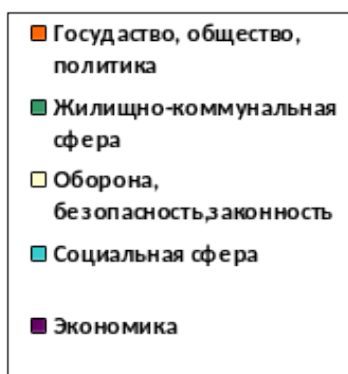 Государство, общество,
политика
Жилищно-коммунальная
сфера
Оборона,
безопасность,законность
Социальная сфера
Экономика